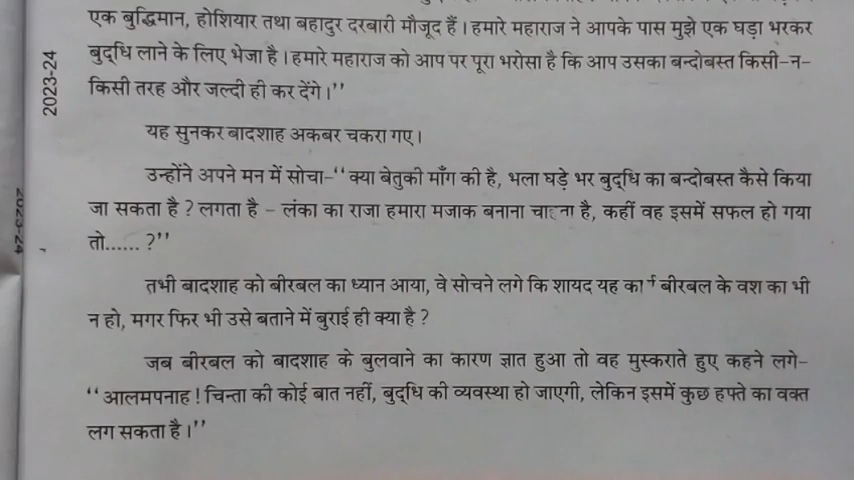 एक बुद्धिमान, होशियार तथा बहादुर दरबारी मौजूद हैं। हमारे महाराज ने आपके पास मुझे एक घड़ा भरकर
बुद्धि लाने के लिए भेजा है। हमारे महाराज को आप पर पूरा भरोसा है कि आप उसका बन्दोबस्त किसी-न-
किसी तरह और जल्दी ही कर देंगे।’’
2023-24
यह सुनकर बादशाह अकबर चकरा गए।
उन्होंने अपने मन में सोचा-‘‘क्या बेतुकी माँग की है, भला घड़े भर बुद्धि का बन्दोबस्त कैसे किया
जा सकता है? लगता है - लंका का राजा हमारा मजाक बनाना चाहता है, कहीं वह इसमें सफल हो गया
तो......?’’
2023-24
तभी बादशाह को बीरबल का ध्यान आया, वे सोचने लगे कि शायद यह कार्य बीरबल के वश का भी
न हो, मगर फिर भी उसे बताने में बुराई ही क्या है?
जब बीरबल को बादशाह के बुलवाने का कारण ज्ञात हुआ तो वह मुस्कराते हुए कहने लगे-
‘‘आलमपनाह! चिन्ता की कोई बात नहीं, बुद्धि की व्यवस्था हो जाएगी, लेकिन इसमें कुछ हफ्ते का वक्त
लग सकता है।’’